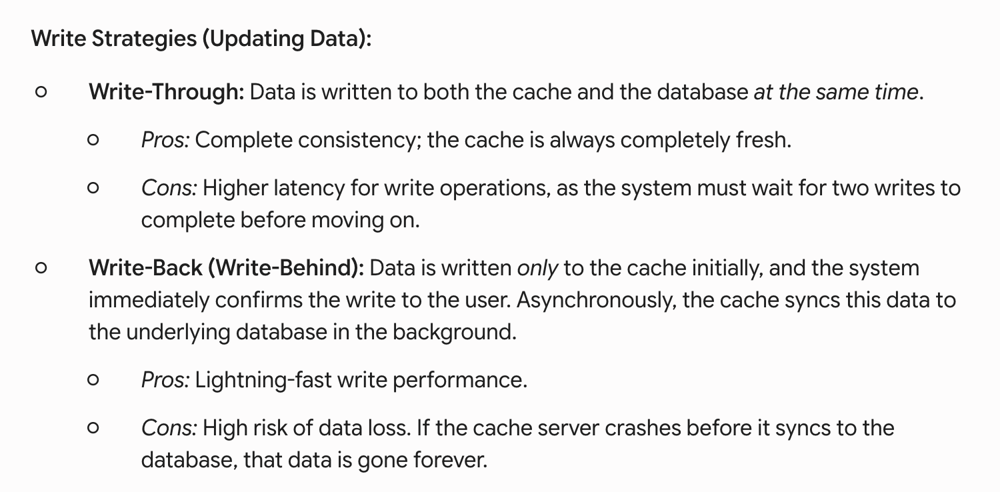 Write Strategies (Updating Data):
Write-Through: Data is written to both the cache and the database at the same time.
Pros: Complete consistency; the cache is always completely fresh.
Cons: Higher latency for write operations, as the system must wait for two writes to
complete before moving on.
Write-Back (Write-Behind): Data is written only to the cache initially, and the system
immediately confirms the write to the user. Asynchronously, the cache syncs this data to
the underlying database in the background.
Pros: Lightning-fast write performance.
Cons: High risk of data loss. If the cache server crashes before it syncs to the
database, that data is gone forever.